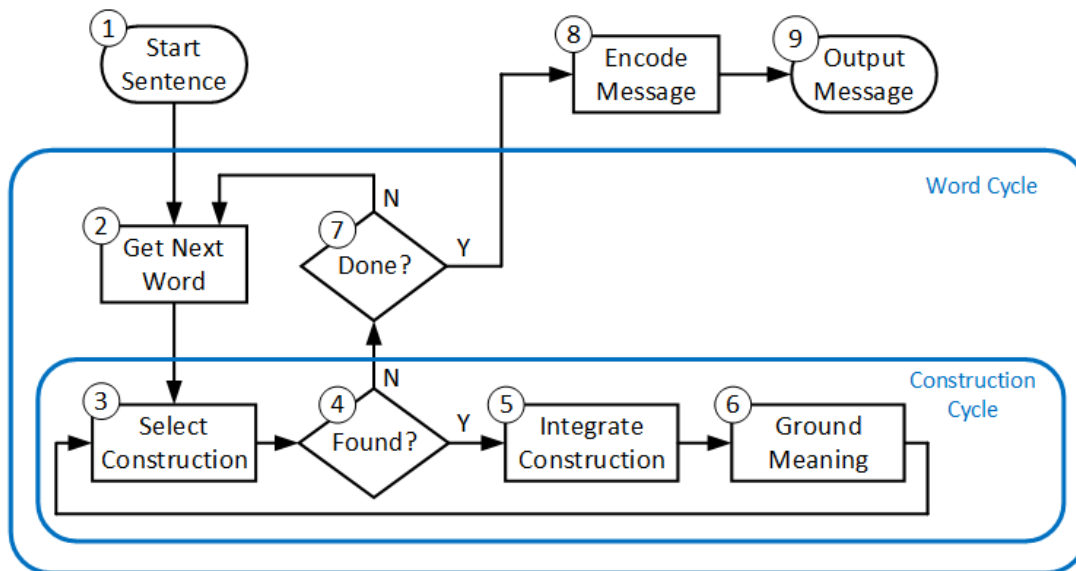 1
Start
Sentence
8
Encode
Message
9
Output
Message
Word Cycle
2
Get Next
Word
N
7
Done?
Y
Construction
Cycle
3
Select
Construction
N
4
Found?
Y
5
Integrate
Construction
6
Ground
Meaning